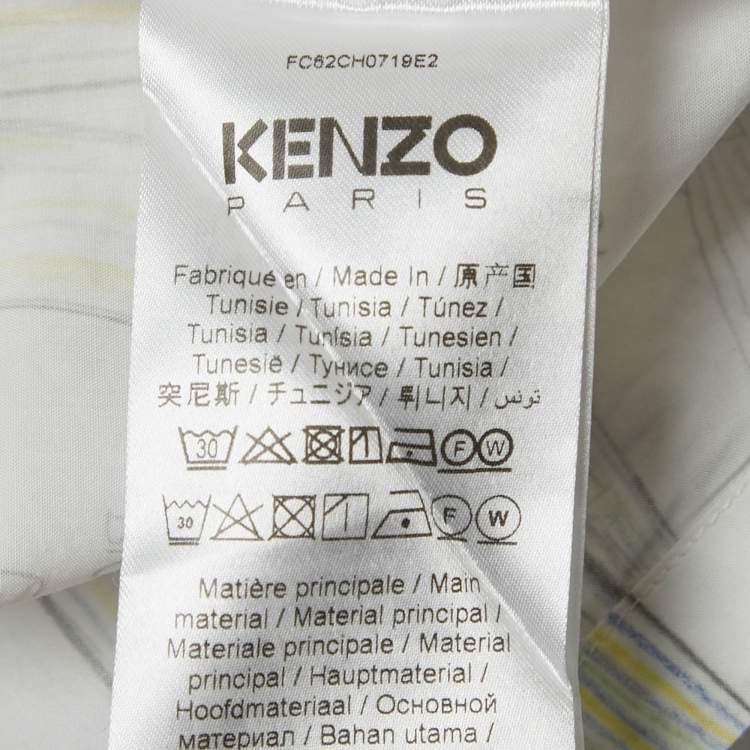 FC62CH0719E2
KENZO
PARIS
Fabriqué en / Made In / 原产国
Tunisie / Tunisia / Túnez /
Tunisia / Tunísia / Tunesien /
Tunesië / Тунисе / Tunisia /
突尼斯 / チュニジア / 튀니지 / تونس
30 F W
30 F W
Matière principale / Main
material / Material principal /
Materiale principale / Material
principal / Hauptmaterial /
Hoofdmateriaal / Основной
материал / Bahan utama /